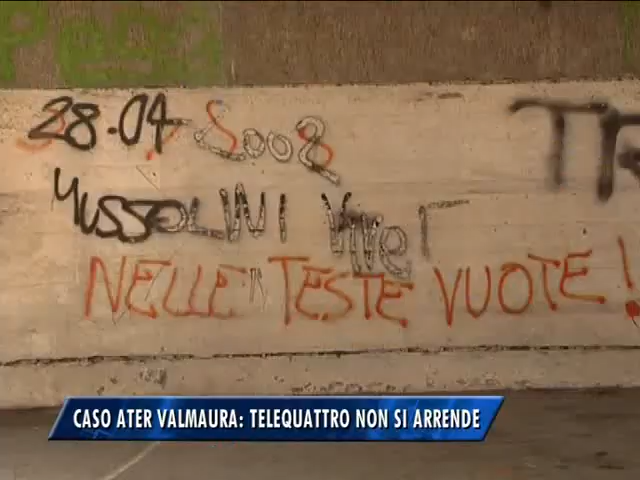 28.04 2008
MUSSOLINI VIVE
NELLE TESTE VUOTE!
CASO ATER VALMAURA: TELEQUATTRO NON SI ARRENDE